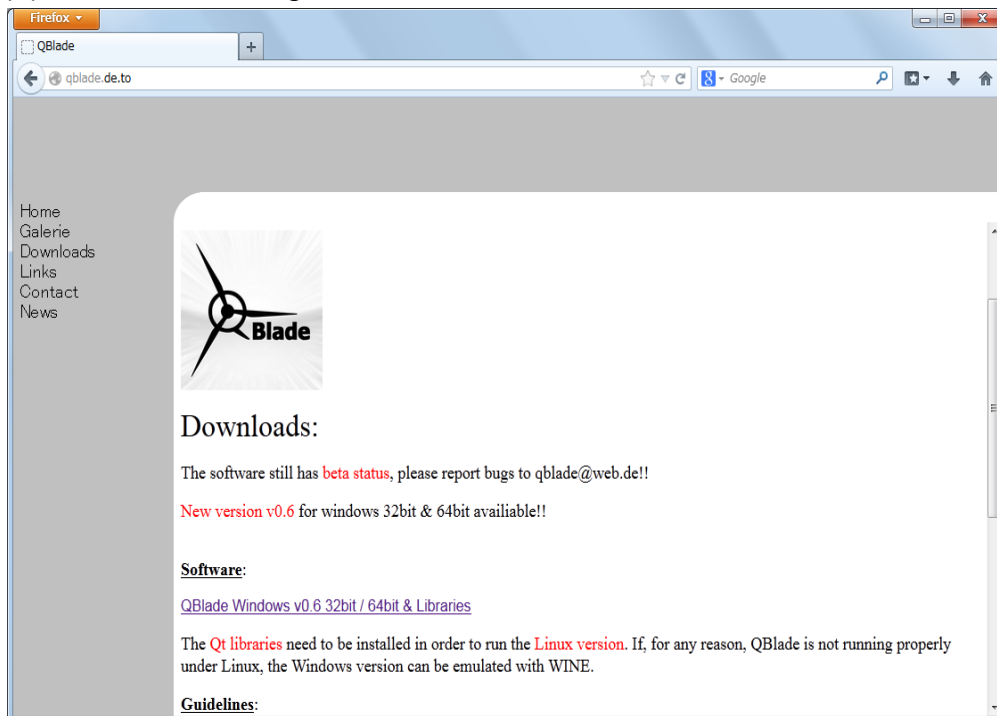 Firefox
QBlade
+
qblade.de.to
Google
Home
Galerie
Downloads
Links
Contact
News
Blade
Downloads:
The software still has beta status, please report bugs to qblade@web.de!!
New version v0.6 for windows 32bit & 64bit availiable!!
Software:
QBlade Windows v0.6 32bit / 64bit & Libraries
The Qt libraries need to be installed in order to run the Linux version. If, for any reason, QBlade is not running properly
under Linux, the Windows version can be emulated with WINE.
Guidelines: